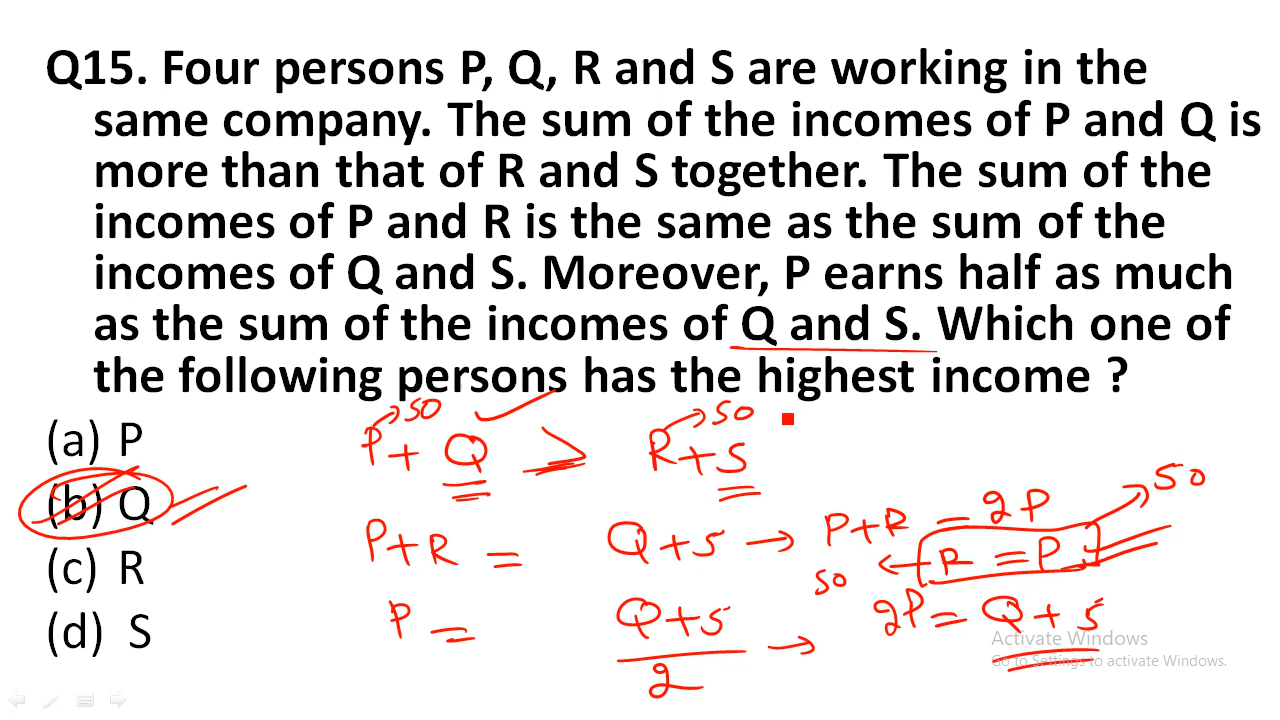 Q15. Four persons P, Q, R and S are working in the
same company. The sum of the incomes of P and Q is
more than that of R and S together. The sum of the
incomes of P and R is the same as the sum of the
incomes of Q and S. Moreover, P earns half as much
as the sum of the incomes of Q and S. Which one of
the following persons has the highest income ?
(a) P
(b) Q
(c) R
(d) S
50 50
P + Q > R + S
P + R = Q + S → P + R = 2P
50
R = P
50
P = Q + S / 2 → 2P = Q + S
Activate Windows
Go to Settings to activate Windows.